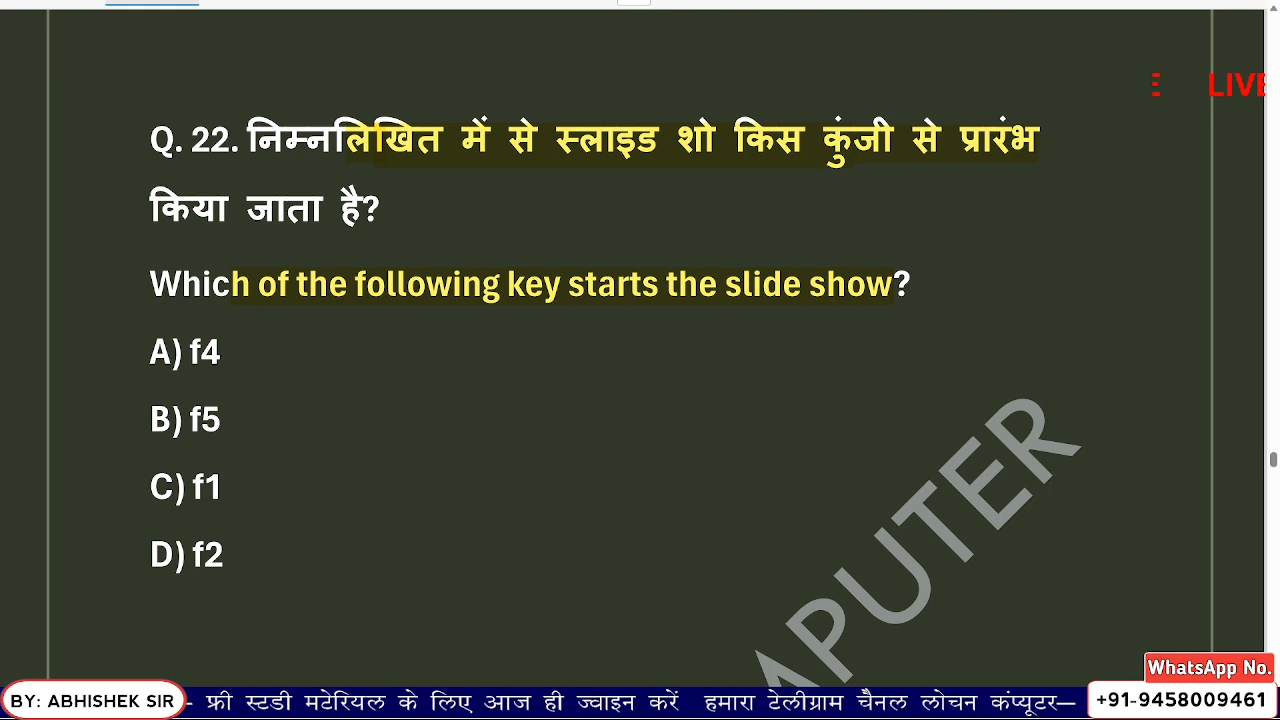 LIVE
Q. 22. निम्नलिखित में से स्लाइड शो किस कुंजी से प्रारंभ
किया जाता है?
Which of the following key starts the slide show?
A) f4
B) f5
C) f1
D) f2
APUTER
WhatsApp No.
BY: ABHISHEK SIR - फ्री स्टडी मटेरियल के लिए आज ही ज्वाइन करें हमारा टेलीग्राम चैनल लोचन कंप्यूटर— +91-9458009461